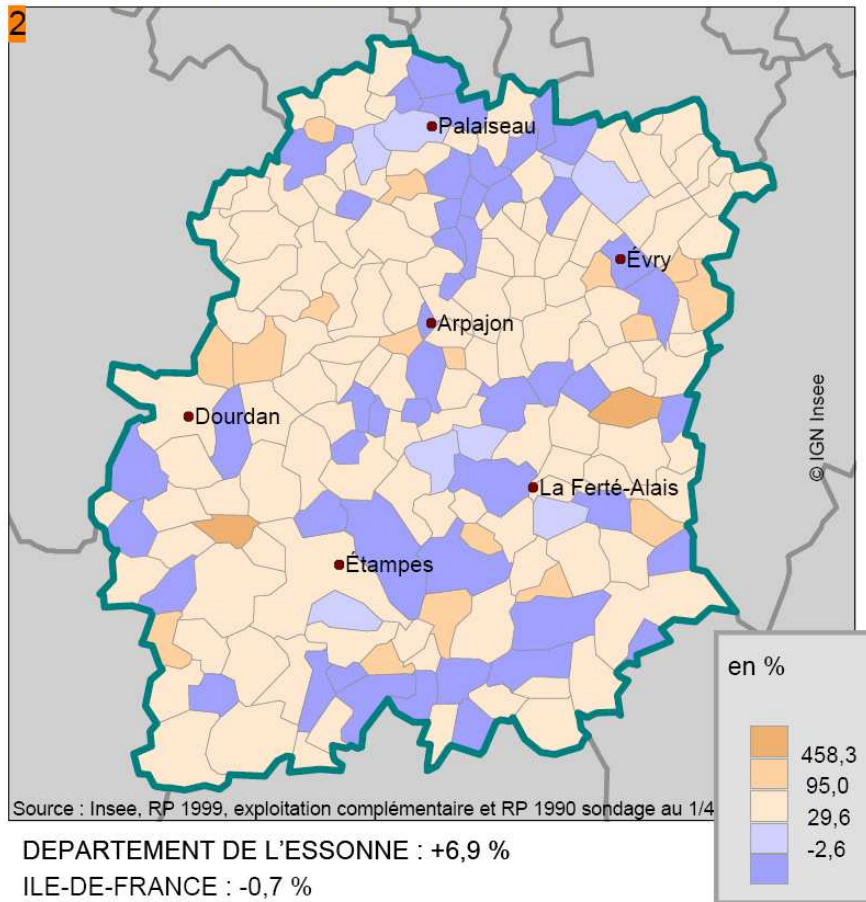 2
Palaiseau
Évry
Arpajon
Dourdan
© IGN Insee
La Ferté-Alais
Étampes
en %
458,3
95,0
29,6
-2,6
Source : Insee, RP 1999, exploitation complémentaire et RP 1990 sondage au 1/4
DEPARTEMENT DE L'ESSONNE : +6,9 %
ILE-DE-FRANCE : -0,7 %